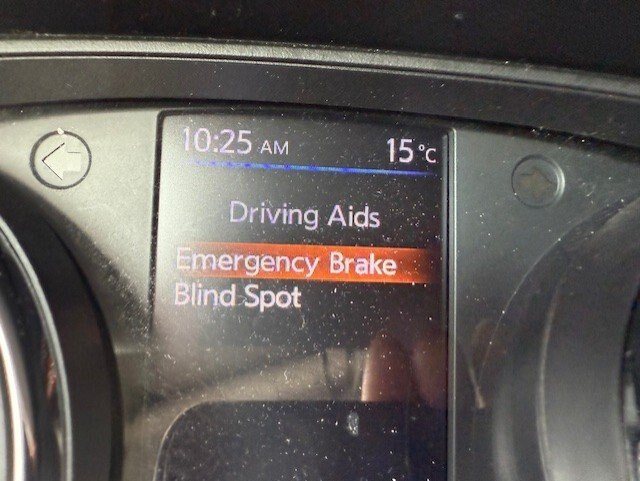 10:25 AM 15°C
Driving Aids
Emergency Brake
Blind Spot